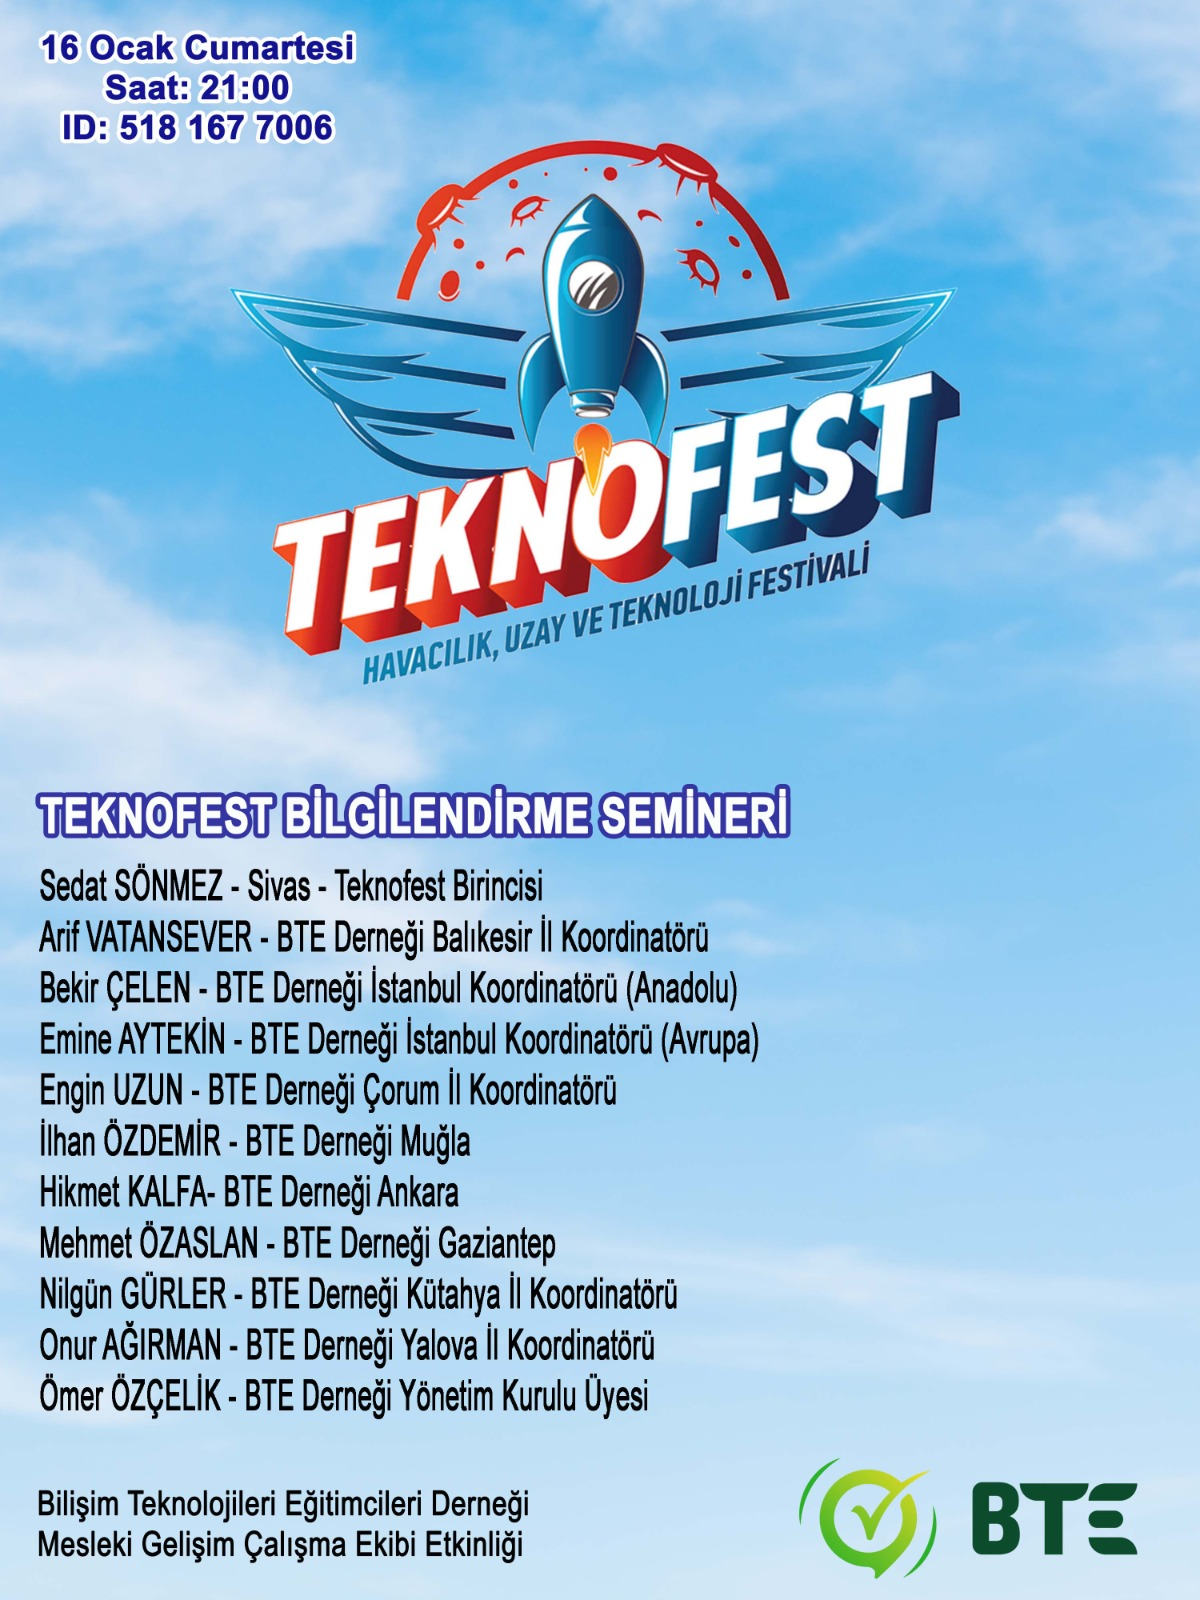 16 Ocak Cumartesi
Saat: 21:00
ID: 518 167 7006
TEKNOFEST
HAVACILIK, UZAY VE TEKNOLOJİ FESTİVALİ
TEKNOFEST BİLGİLENDİRME SEMİNERİ
Sedat SÖNMEZ - Sivas - Teknofest Birincisi
Arif VATANSEVER - BTE Derneği Balıkesir İl Koordinatörü
Bekir ÇELEN - BTE Derneği İstanbul Koordinatörü (Anadolu)
Emine AYTEKİN - BTE Derneği İstanbul Koordinatörü (Avrupa)
Engin UZUN - BTE Derneği Çorum İl Koordinatörü
İlhan ÖZDEMİR - BTE Derneği Muğla
Hikmet KALFA- BTE Derneği Ankara
Mehmet ÖZASLAN - BTE Derneği Gaziantep
Nilgün GÜRLER - BTE Derneği Kütahya İl Koordinatörü
Onur AĞIRMAN - BTE Derneği Yalova İl Koordinatörü
Ömer ÖZÇELİK - BTE Derneği Yönetim Kurulu Üyesi
Bilişim Teknolojileri Eğitimcileri Derneği
Mesleki Gelişim Çalışma Ekibi Etkinliği
BTE